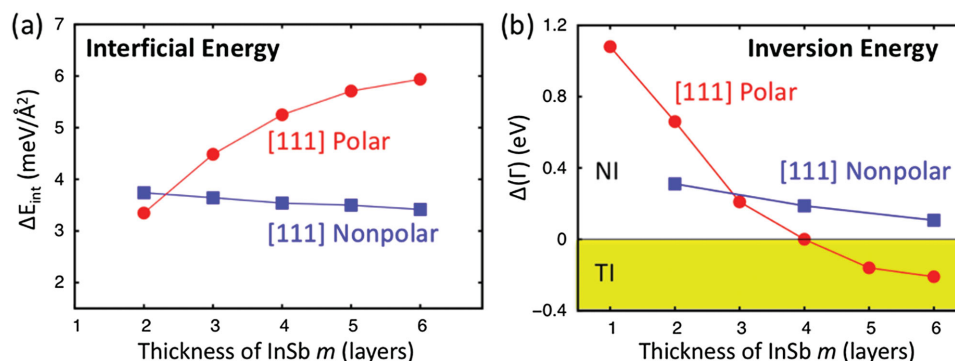 (a)
Interficial Energy
ΔE_int (meV/Å²)
7
6
5
4
3
2
[111] Polar
[111] Nonpolar
1 2 3 4 5 6
Thickness of InSb m (layers)
(b)
Inversion Energy
Δ(Γ) (eV)
1.2
0.8
0.4
0
−0.4
[111] Polar
NI
[111] Nonpolar
TI
1 2 3 4 5 6
Thickness of InSb m (layers)